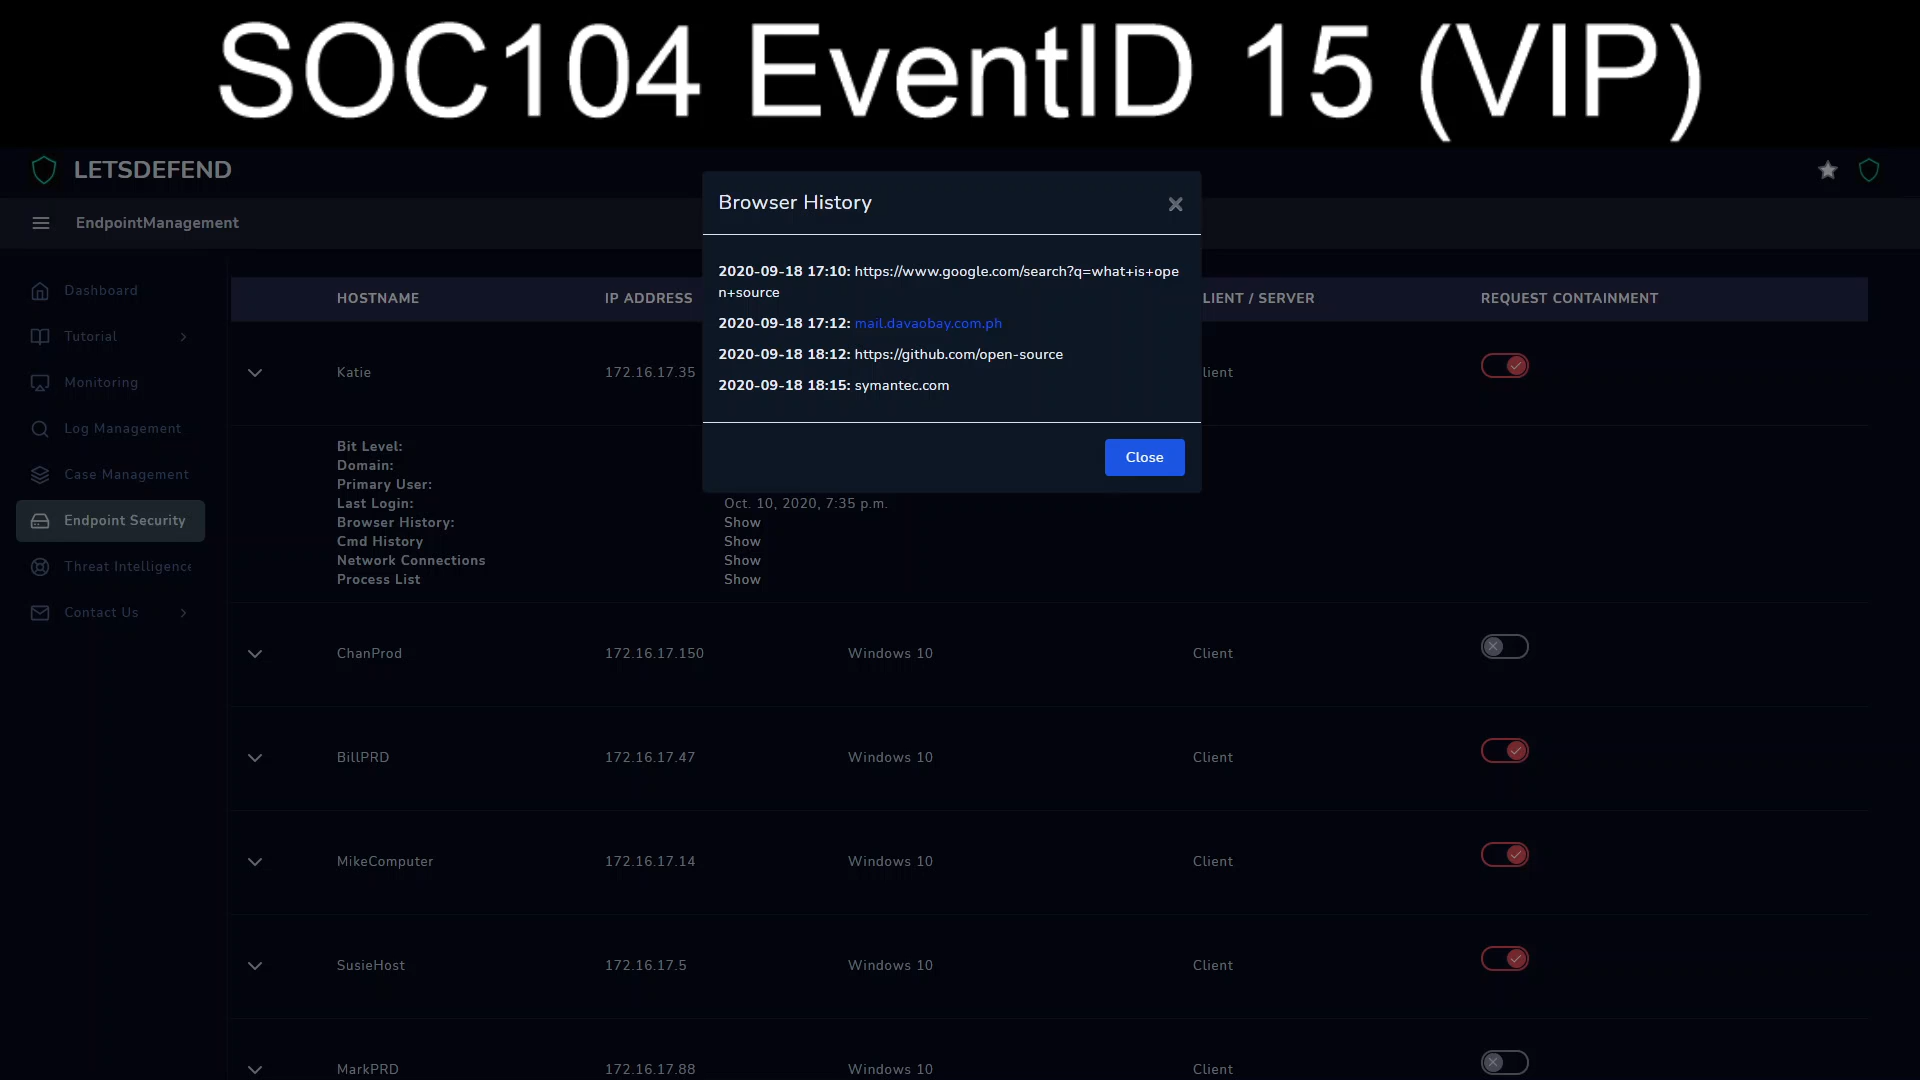 SOC104 EventID 15 (VIP)
LETSDEFEND
EndpointManagement
Browser History
2020-09-18 17:10: https://www.google.com/search?q=what+is+ope
n+source
2020-09-18 17:12: mail.davaobay.com.ph
2020-09-18 18:12: https://github.com/open-source
2020-09-18 18:15: symantec.com
Close
Dashboard
Tutorial
Monitoring
Log Management
Case Management
Endpoint Security
Threat Intelligence
Contact Us
HOSTNAME IP ADDRESS LIENT / SERVER REQUEST CONTAINMENT
Katie 172.16.17.35 lient
Bit Level:
Domain:
Primary User:
Last Login: Oct. 10, 2020, 7:35 p.m.
Browser History: Show
Cmd History Show
Network Connections Show
Process List Show
ChanProd 172.16.17.150 Windows 10 Client
BillPRD 172.16.17.47 Windows 10 Client
MikeComputer 172.16.17.14 Windows 10 Client
SusieHost 172.16.17.5 Windows 10 Client
MarkPRD 172.16.17.88 Windows 10 Client